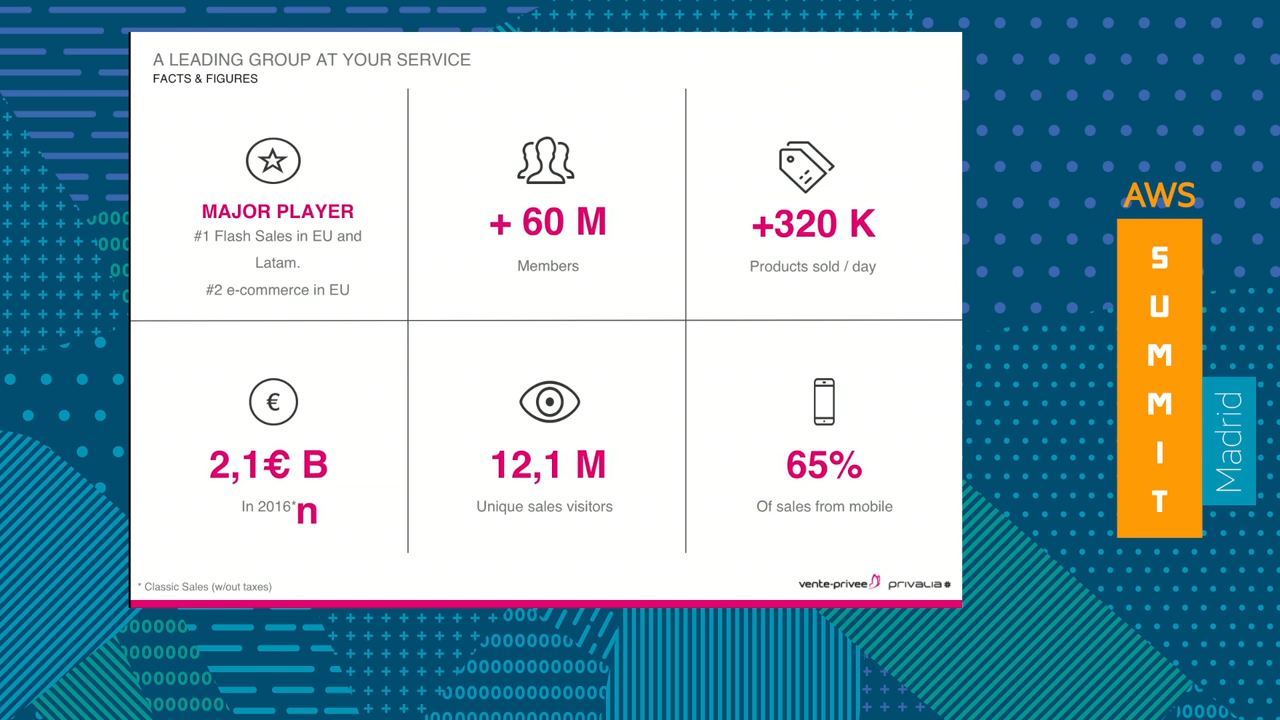 A LEADING GROUP AT YOUR SERVICE
FACTS & FIGURES
MAJOR PLAYER
#1 Flash Sales in EU and
Latam.
#2 e-commerce in EU
+ 60 M
Members
+320 K
Products sold / day
€
2,1€ B
n
In 2016*
12,1 M
Unique sales visitors
65%
Of sales from mobile
* Classic Sales (w/out taxes)
vente-privee privalia
AWS
SUMMIT
Madrid